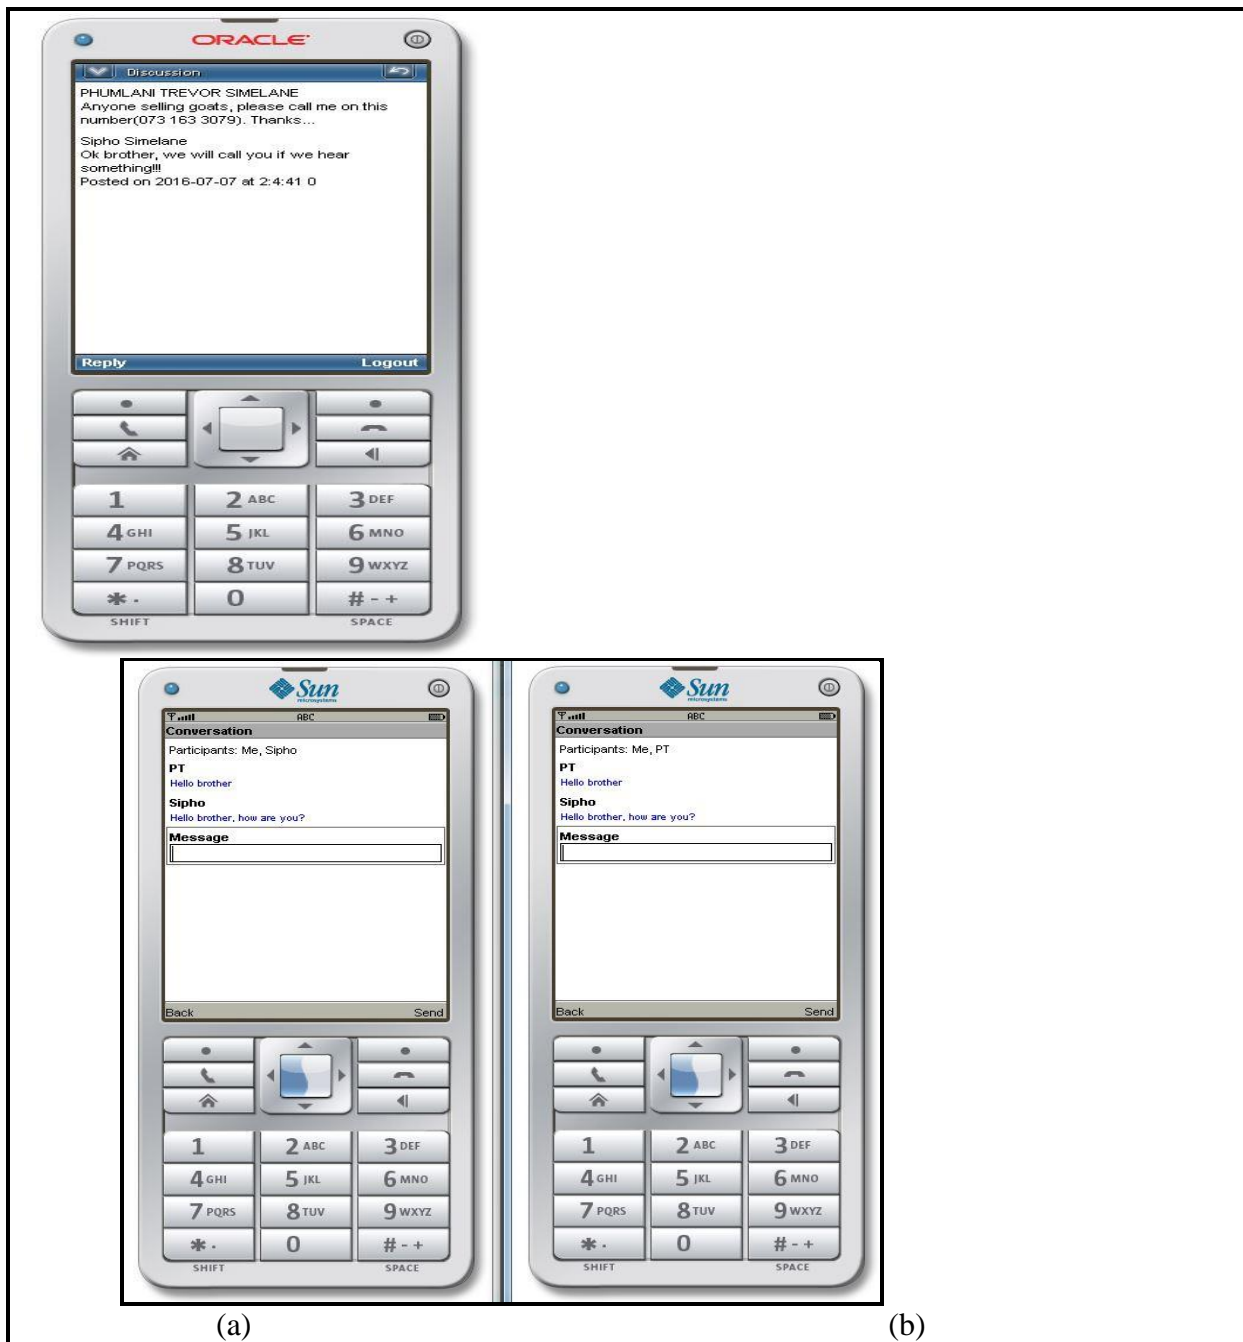 ORACLE
Discussion
PHUMLANI TREVOR SIMELANE
Anyone selling goats, please call me on this
number(073 163 3079). Thanks...
Sipho Simelane
Ok brother, we will call you if we hear
something!!!
Posted on 2016-07-07 at 2:4:41 0
Reply Logout
1 2 ABC 3 DEF
4 GHI 5 JKL 6 MNO
7 PQRS 8 TUV 9 WXYZ
* . 0 # - +
SHIFT SPACE
Sun
microsystems
ABC
Conversation
Participants: Me, Sipho
PT
Hello brother
Sipho
Hello brother, how are you?
Message
Back Send
1 2 ABC 3 DEF
4 GHI 5 JKL 6 MNO
7 PQRS 8 TUV 9 WXYZ
* . 0 # - +
SHIFT SPACE
Sun
microsystems
ABC
Conversation
Participants: Me, PT
PT
Hello brother
Sipho
Hello brother, how are you?
Message
Back Send
1 2 ABC 3 DEF
4 GHI 5 JKL 6 MNO
7 PQRS 8 TUV 9 WXYZ
* . 0 # - +
SHIFT SPACE
(a) (b)